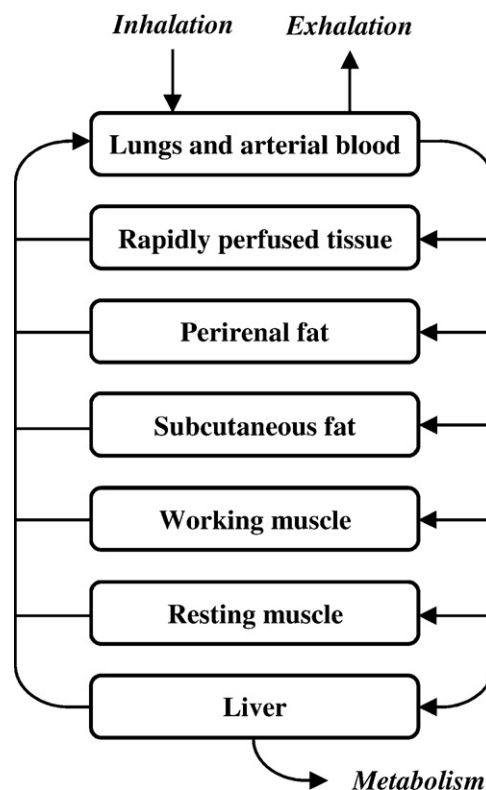 Inhalation Exhalation
Lungs and arterial blood
Rapidly perfused tissue
Perirenal fat
Subcutaneous fat
Working muscle
Resting muscle
Liver
Metabolism